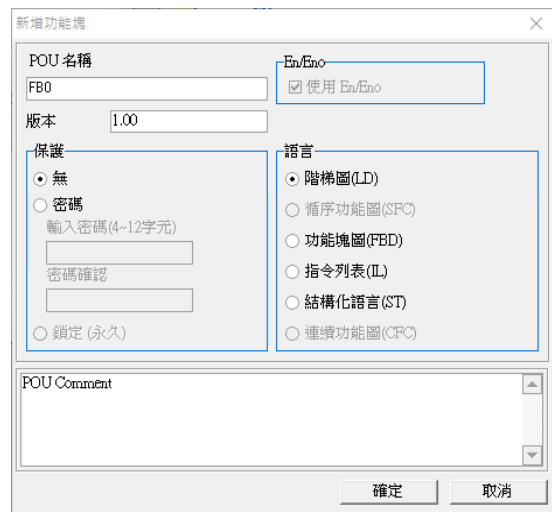 新增功能塊
POU 名稱
FB0
En/Eno
使用 En/Eno
版本
1.00
保護
無
密碼
輸入密碼(4~12字元)
密碼確認
鎖定 (永久)
語言
階梯圖(LD)
循序功能圖(SFC)
功能塊圖(FBD)
指令列表(IL)
結構化語言(ST)
連續功能圖(CFC)
POU Comment
確定
取消